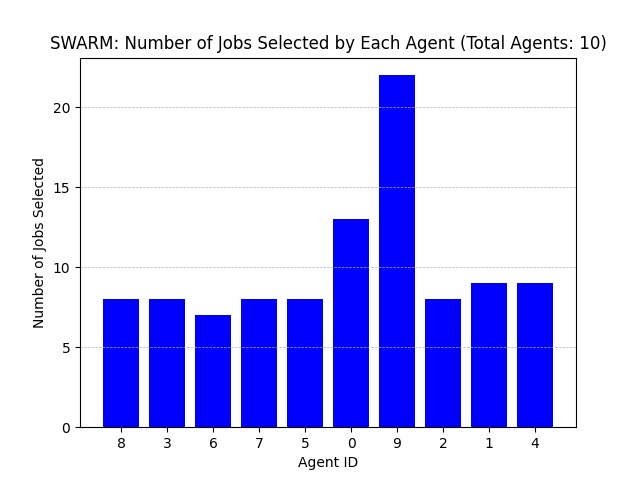 SWARM: Number of Jobs Selected by Each Agent (Total Agents: 10)
20
15
10
5
0
Number of Jobs Selected
8 3 6 7 5 0 9 2 1 4
Agent ID